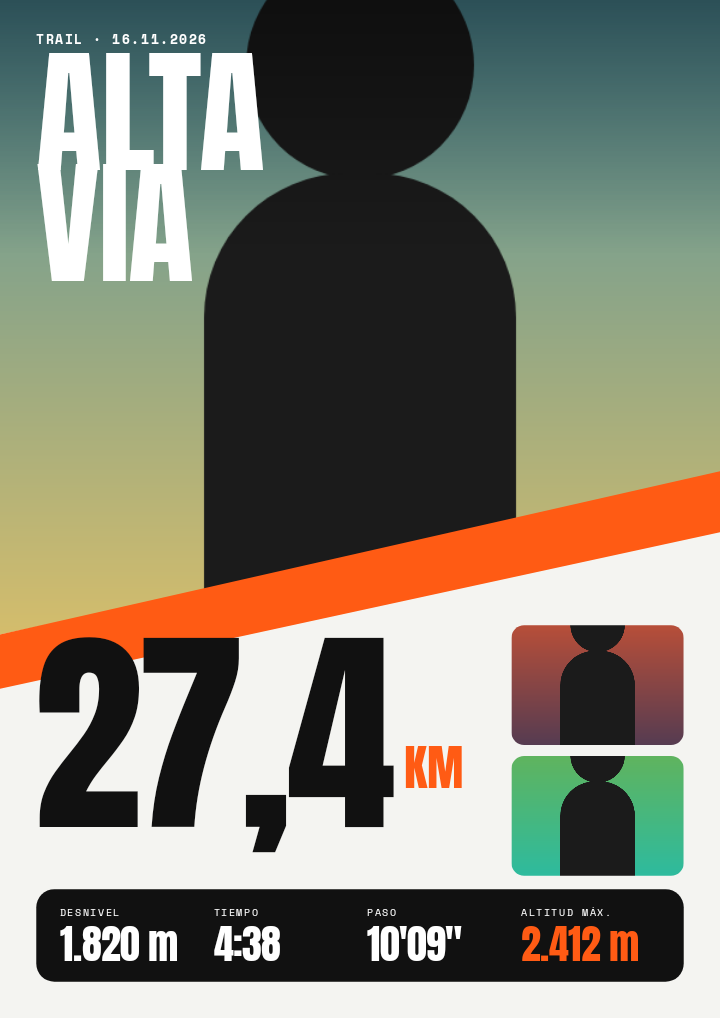 TRAIL · 16.11.2026
ALTA
VIA
27,4 KM
DESNIVEL TIEMPO PASO ALTITUD MÁX.
1.820 m 4:38 10'09" 2.412 m